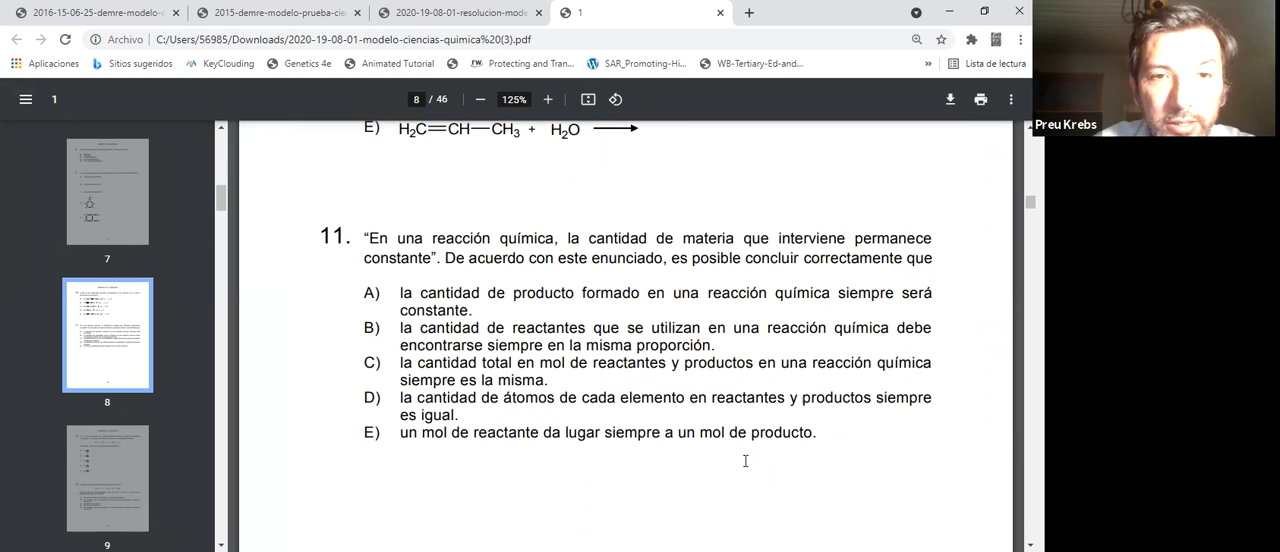 2016-15-06-25-demre-modelo-c
2015-demre-modelo-prueba-cie
2020-19-08-01-resolucion-mode
1
Archivo
C:/Users/56985/Downloads/2020-19-08-01-modelo-ciencias-quimica%20(3).pdf
Aplicaciones
Sitios sugeridos
KeyClouding
Genetics 4e
Animated Tutorial
Protecting and Tran...
SAR_Promoting-Hi...
WB-Tertiary-Ed-and...
»
Lista de lectura
1
8 / 46
125%
Preu Krebs
7
8
9
E) H₂C═CH—CH₃ + H₂O ⟶
11. “En una reacción química, la cantidad de materia que interviene permanece
constante”. De acuerdo con este enunciado, es posible concluir correctamente que
A) la cantidad de producto formado en una reacción química siempre será
constante.
B) la cantidad de reactantes que se utilizan en una reacción química debe
encontrarse siempre en la misma proporción.
C) la cantidad total en mol de reactantes y productos en una reacción química
siempre es la misma.
D) la cantidad de átomos de cada elemento en reactantes y productos siempre
es igual.
E) un mol de reactante da lugar siempre a un mol de producto.